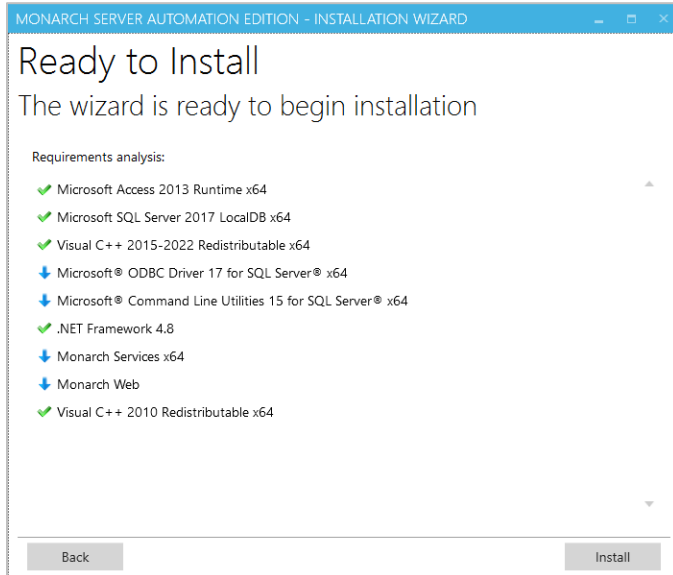 MONARCH SERVER AUTOMATION EDITION - INSTALLATION WIZARD
Ready to Install
The wizard is ready to begin installation
Requirements analysis:
Microsoft Access 2013 Runtime x64
Microsoft SQL Server 2017 LocalDB x64
Visual C++ 2015-2022 Redistributable x64
Microsoft® ODBC Driver 17 for SQL Server® x64
Microsoft® Command Line Utilities 15 for SQL Server® x64
.NET Framework 4.8
Monarch Services x64
Monarch Web
Visual C++ 2010 Redistributable x64
Back Install